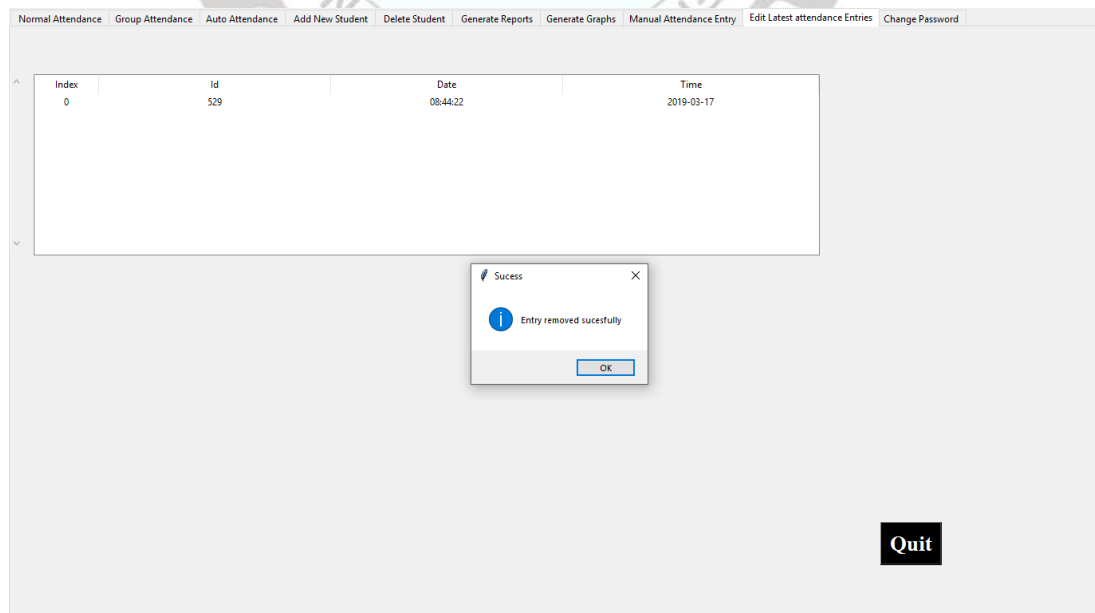 Normal Attendance Group Attendance Auto Attendance Add New Student Delete Student Generate Reports Generate Graphs Manual Attendance Entry Edit Latest attendance Entries Change Password
Index Id Date Time
0 529 08:44:22 2019-03-17
Sucess
Entry removed sucesfully
OK
Quit